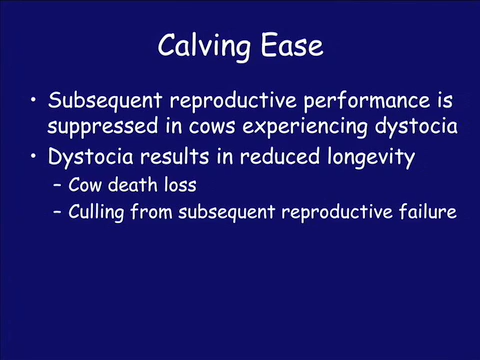 Calving Ease
• Subsequent reproductive performance is
suppressed in cows experiencing dystocia
• Dystocia results in reduced longevity
– Cow death loss
– Culling from subsequent reproductive failure